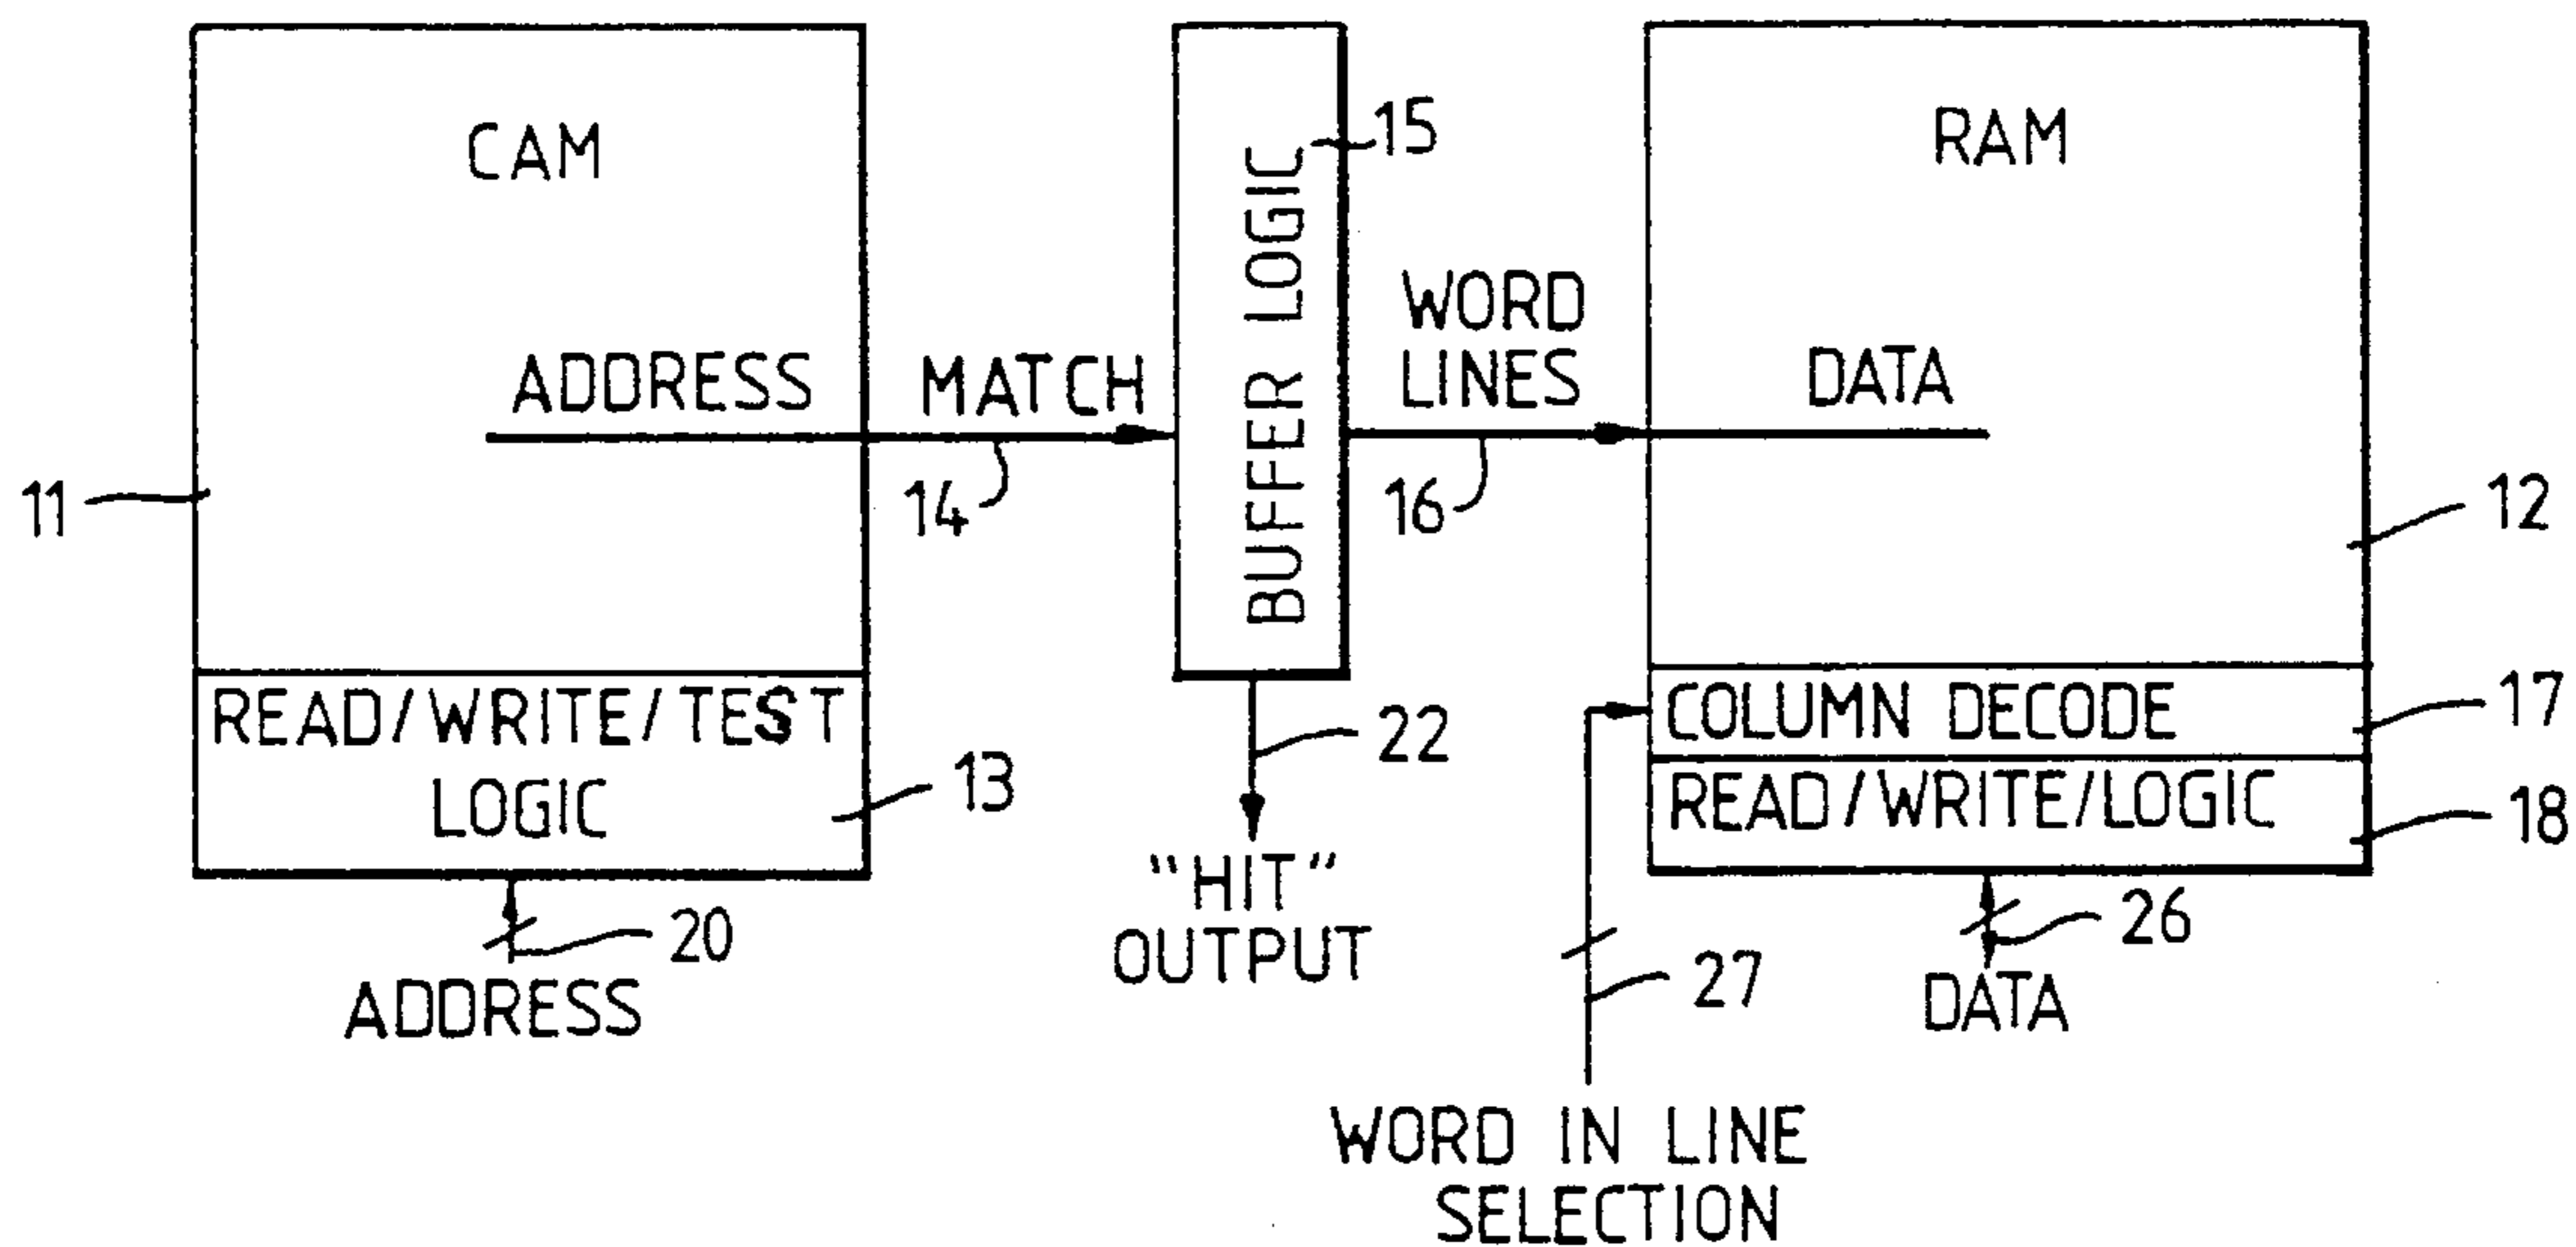 CAM
RAM
15
BUFFER LOGIC
WORD
LINES
ADDRESS
MATCH
DATA
11
14
16
12
READ/WRITE/TEST
LOGIC
13
22
COLUMN DECODE
17
READ/WRITE/LOGIC
18
20
ADDRESS
"HIT"
OUTPUT
27
26
DATA
WORD IN LINE
SELECTION